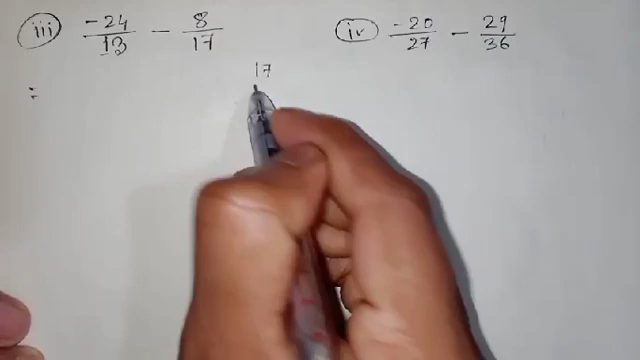 (iii) -24/13 - 8/17
(iv) -20/27 - 29/36
17
=